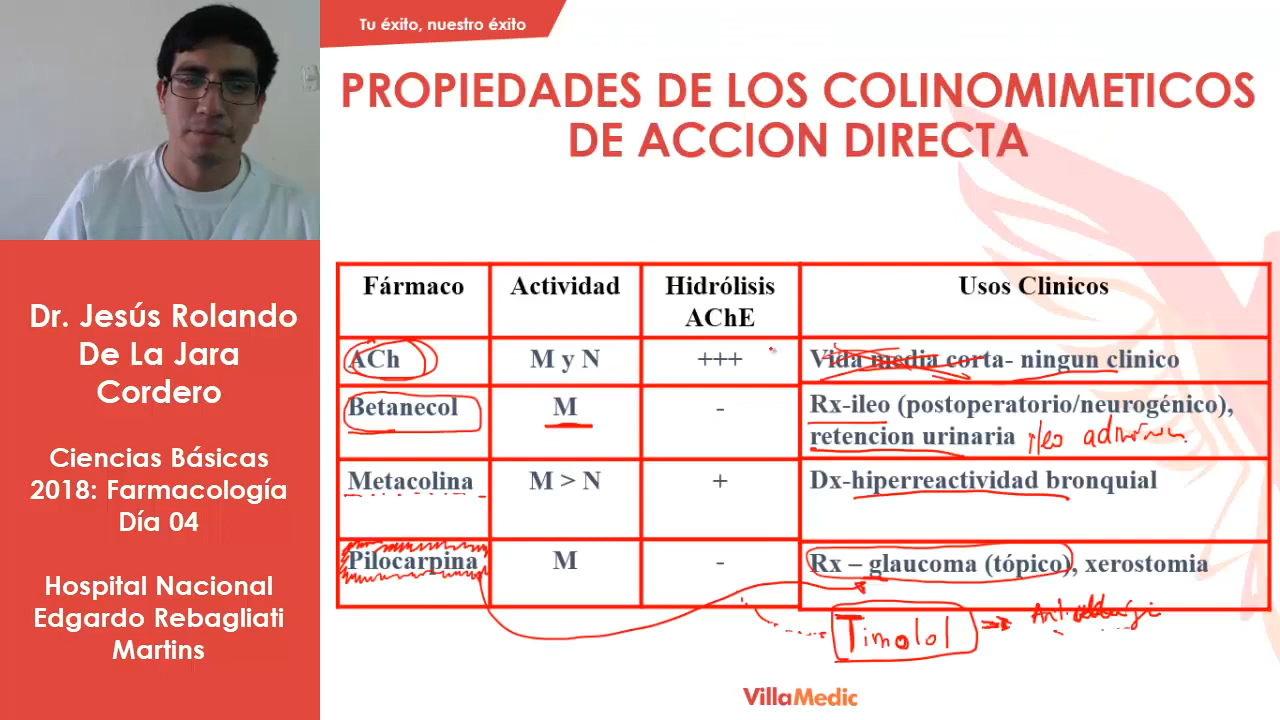 Tu éxito, nuestro éxito
PROPIEDADES DE LOS COLINOMIMETICOS
DE ACCION DIRECTA
Dr. Jesús Rolando
De La Jara
Cordero
Ciencias Básicas
2018: Farmacología
Día 04
Hospital Nacional
Edgardo Rebagliati
Martins
Fármaco
Actividad
Hidrólisis
AChE
Usos Clinicos
ACh
M y N
+++
Vida media corta- ningun clinico
Betanecol
M
-
Rx-ileo (postoperatorio/neurogénico),
retencion urinaria
Ileo
Metacolina
M > N
+
Dx-hiperreactividad bronquial
Pilocarpina
M
-
Rx – glaucoma (tópico), xerostomia
Timolol
VillaMedic